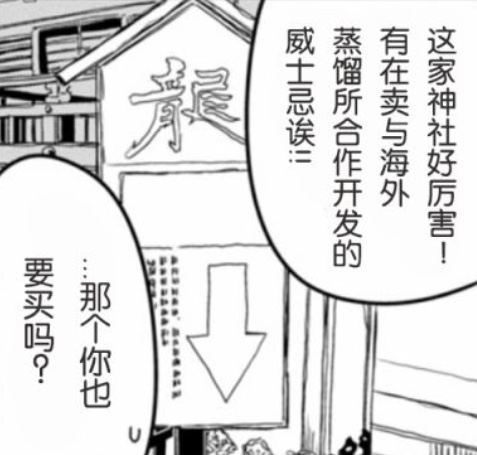 这家神社好厉害！
有在卖与海外
蒸馏所合作开发的
威士忌诶!!
龍
…那个你也
要买吗？